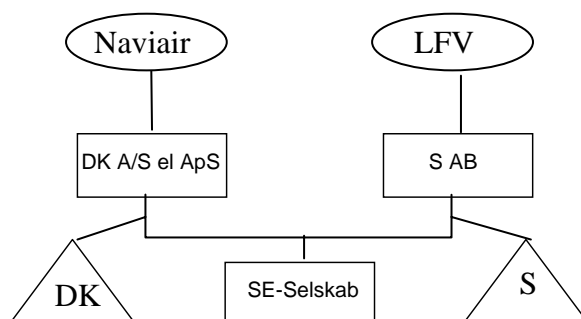 Naviair
LFV
DK A/S el ApS
S AB
DK
SE-Selskab
S